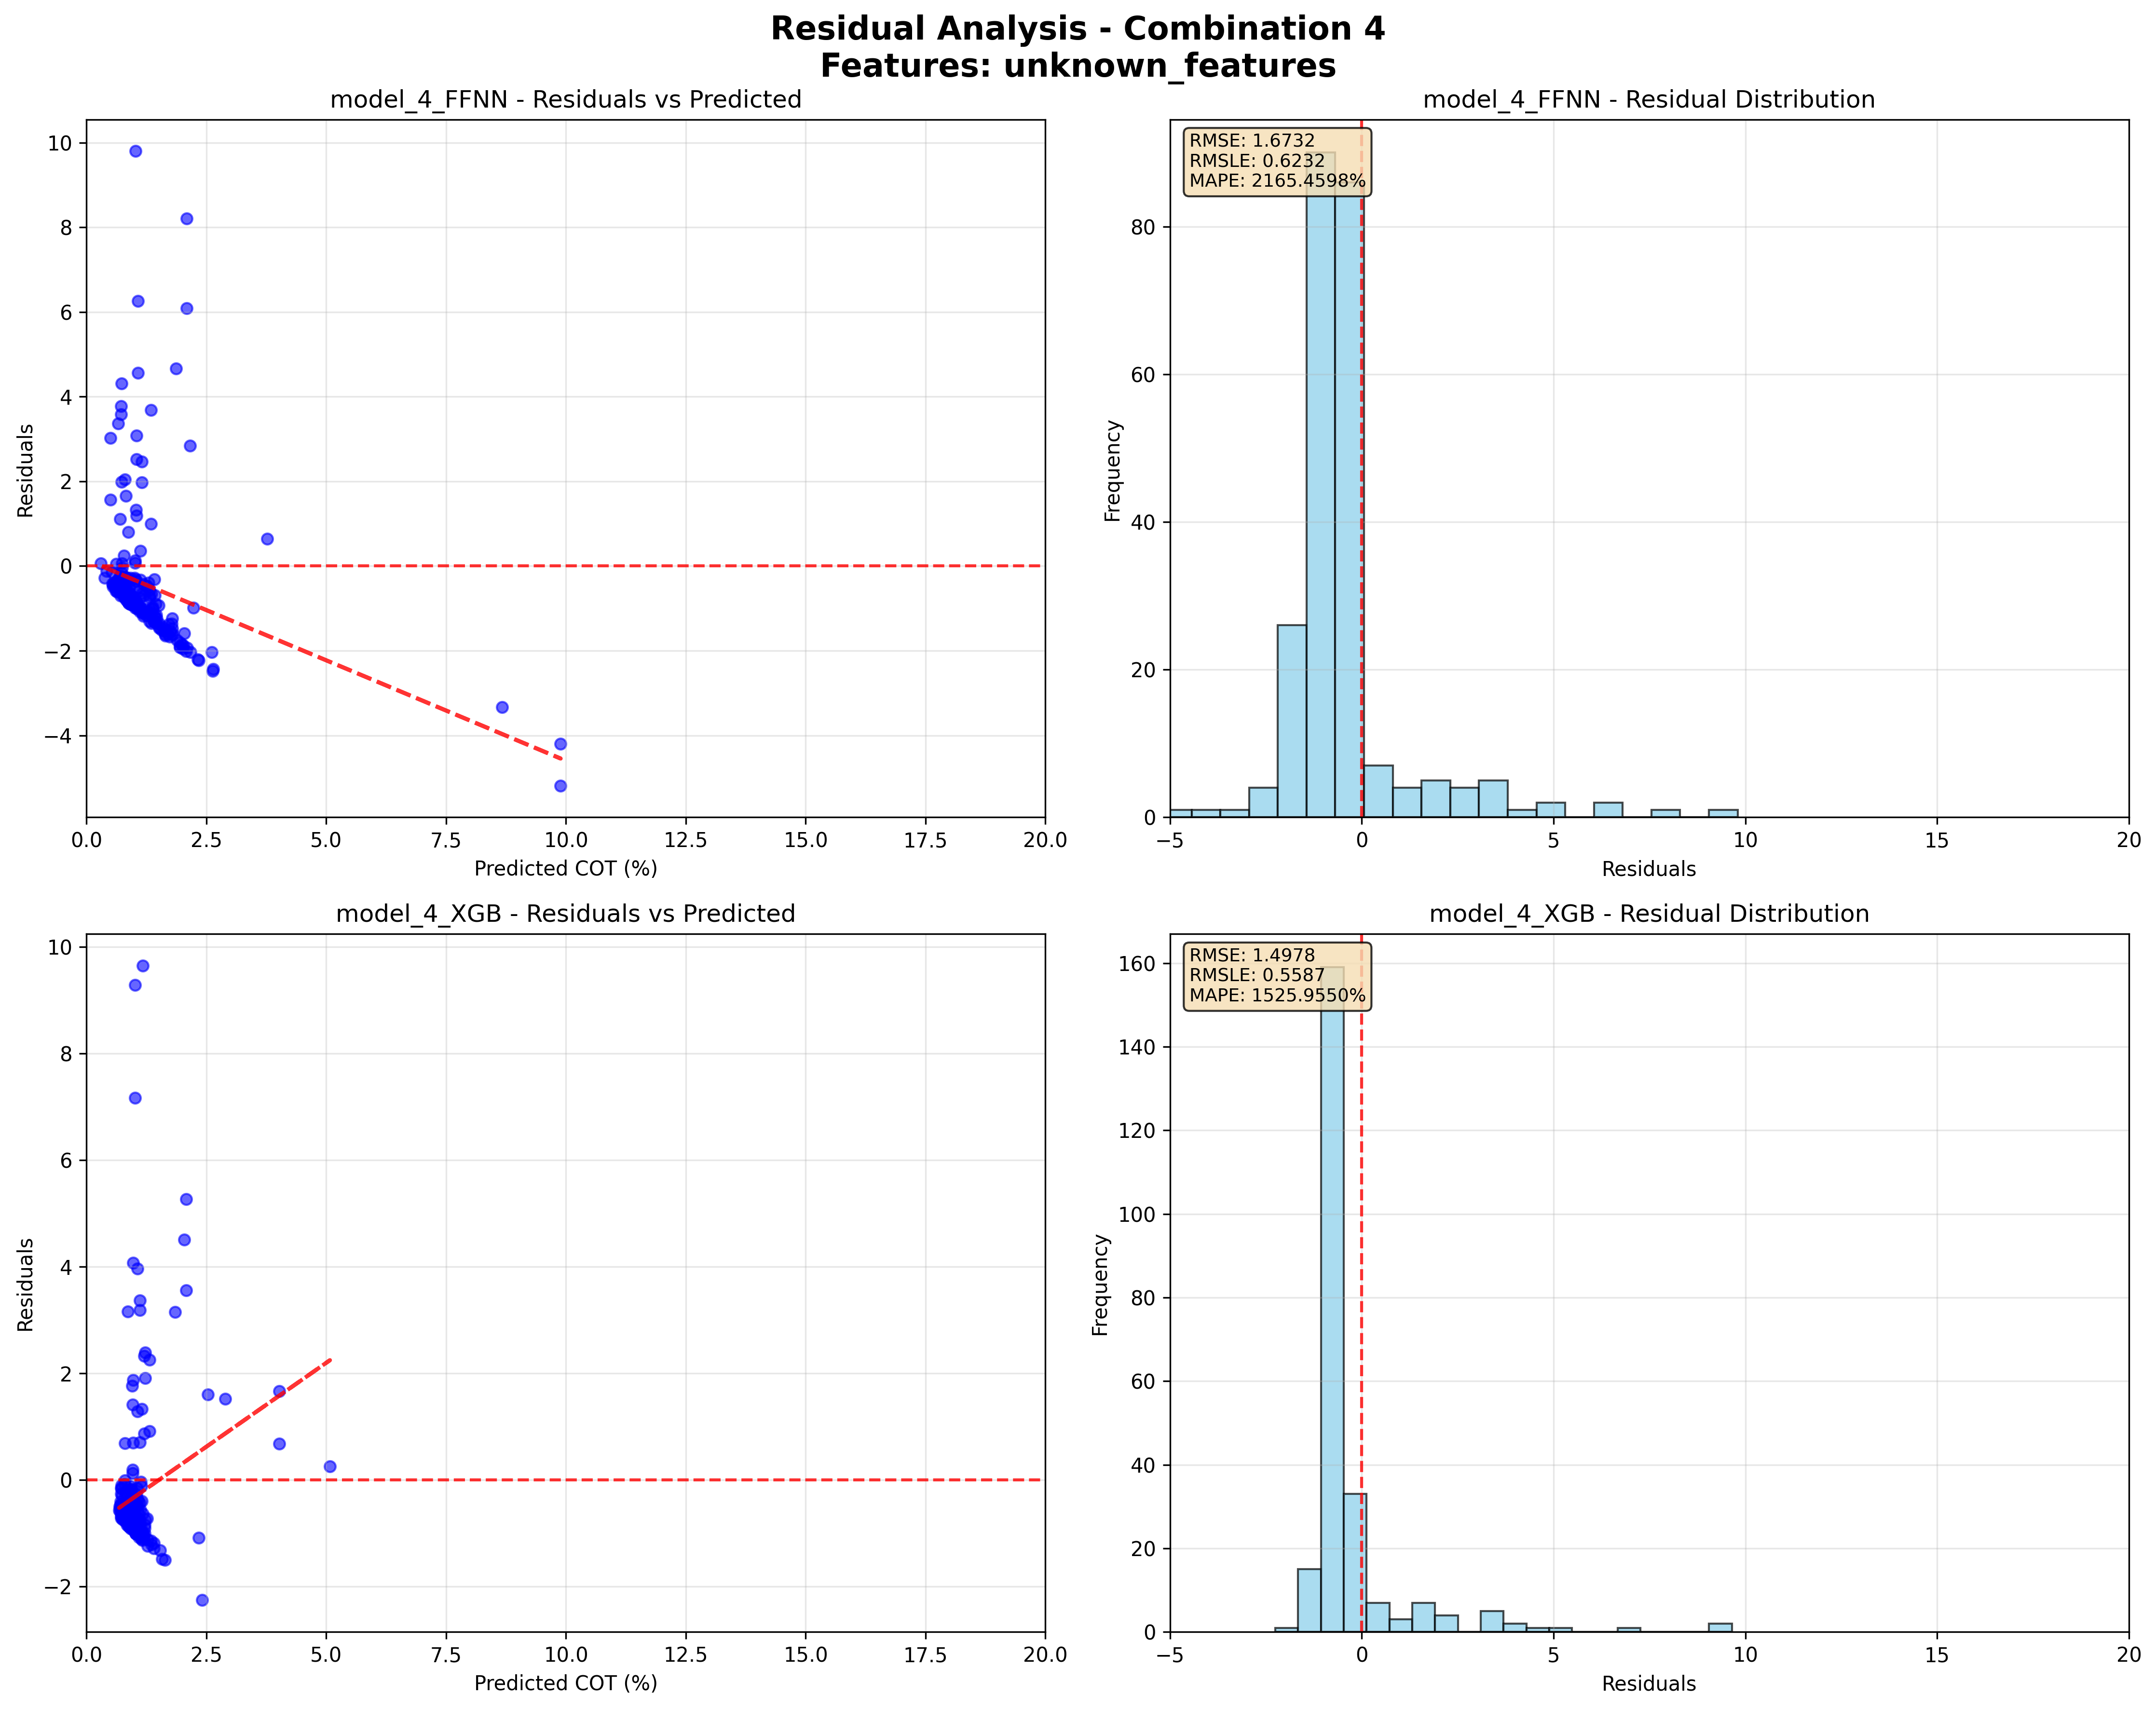 Residual Analysis - Combination 4
Features: unknown_features
model_4_FFNN - Residuals vs Predicted
10
8
6
4
2
0
−2
−4
Residuals
0.0 2.5 5.0 7.5 10.0 12.5 15.0 17.5 20.0
Predicted COT (%)
model_4_FFNN - Residual Distribution
RMSE: 1.6732
RMSLE: 0.6232
MAPE: 2165.4598%
80
60
40
20
0
Frequency
−5 0 5 10 15 20
Residuals
model_4_XGB - Residuals vs Predicted
10
8
6
4
2
0
−2
Residuals
0.0 2.5 5.0 7.5 10.0 12.5 15.0 17.5 20.0
Predicted COT (%)
model_4_XGB - Residual Distribution
RMSE: 1.4978
RMSLE: 0.5587
MAPE: 1525.9550%
160
140
120
100
80
60
40
20
0
Frequency
−5 0 5 10 15 20
Residuals